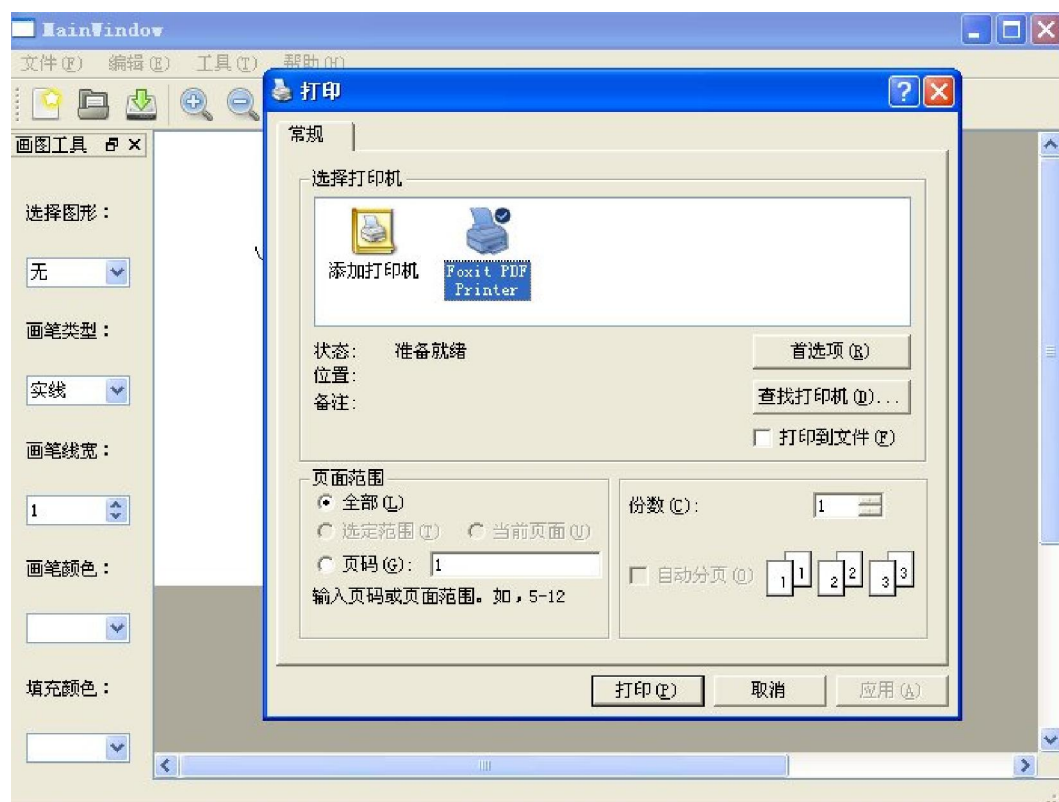 MainWindow
文件(F) 编辑(E) 工具(T) 帮助(H)
画图工具
选择图形：
无
画笔类型：
实线
画笔线宽：
1
画笔颜色：
填充颜色：
打印
常规
选择打印机
添加打印机
Foxit PDF
Printer
状态: 准备就绪
位置:
备注:
首选项(R)
查找打印机(D)...
打印到文件(F)
页面范围
全部(L)
选定范围(T) 当前页面(U)
页码(G): 1
输入页码或页面范围。如，5-12
份数(C): 1
自动分页(O)
1 1 2 2 3 3
打印(P) 取消 应用(A)